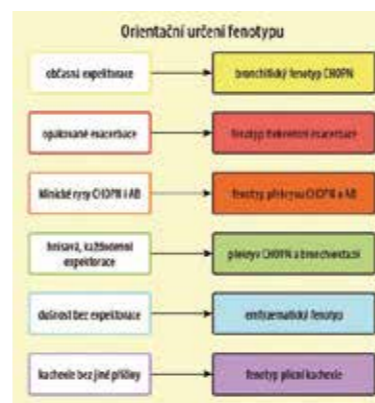 Orientační určení fenotypu
občasná expektorace
bronchitický fenotyp CHOPN
opakované exacerbace
fenotyp frekventní exacerbace
klinické rysy CHOPN i AB
fenotyp překryvu CHOPN a AB
hnisavá, každodenní
expektorace
překryv CHOPN a bronchiektazií
dušnost bez expektorace
emfyzematický fenotyp
kachexie bez jiné příčiny
fenotyp plicní kachexie